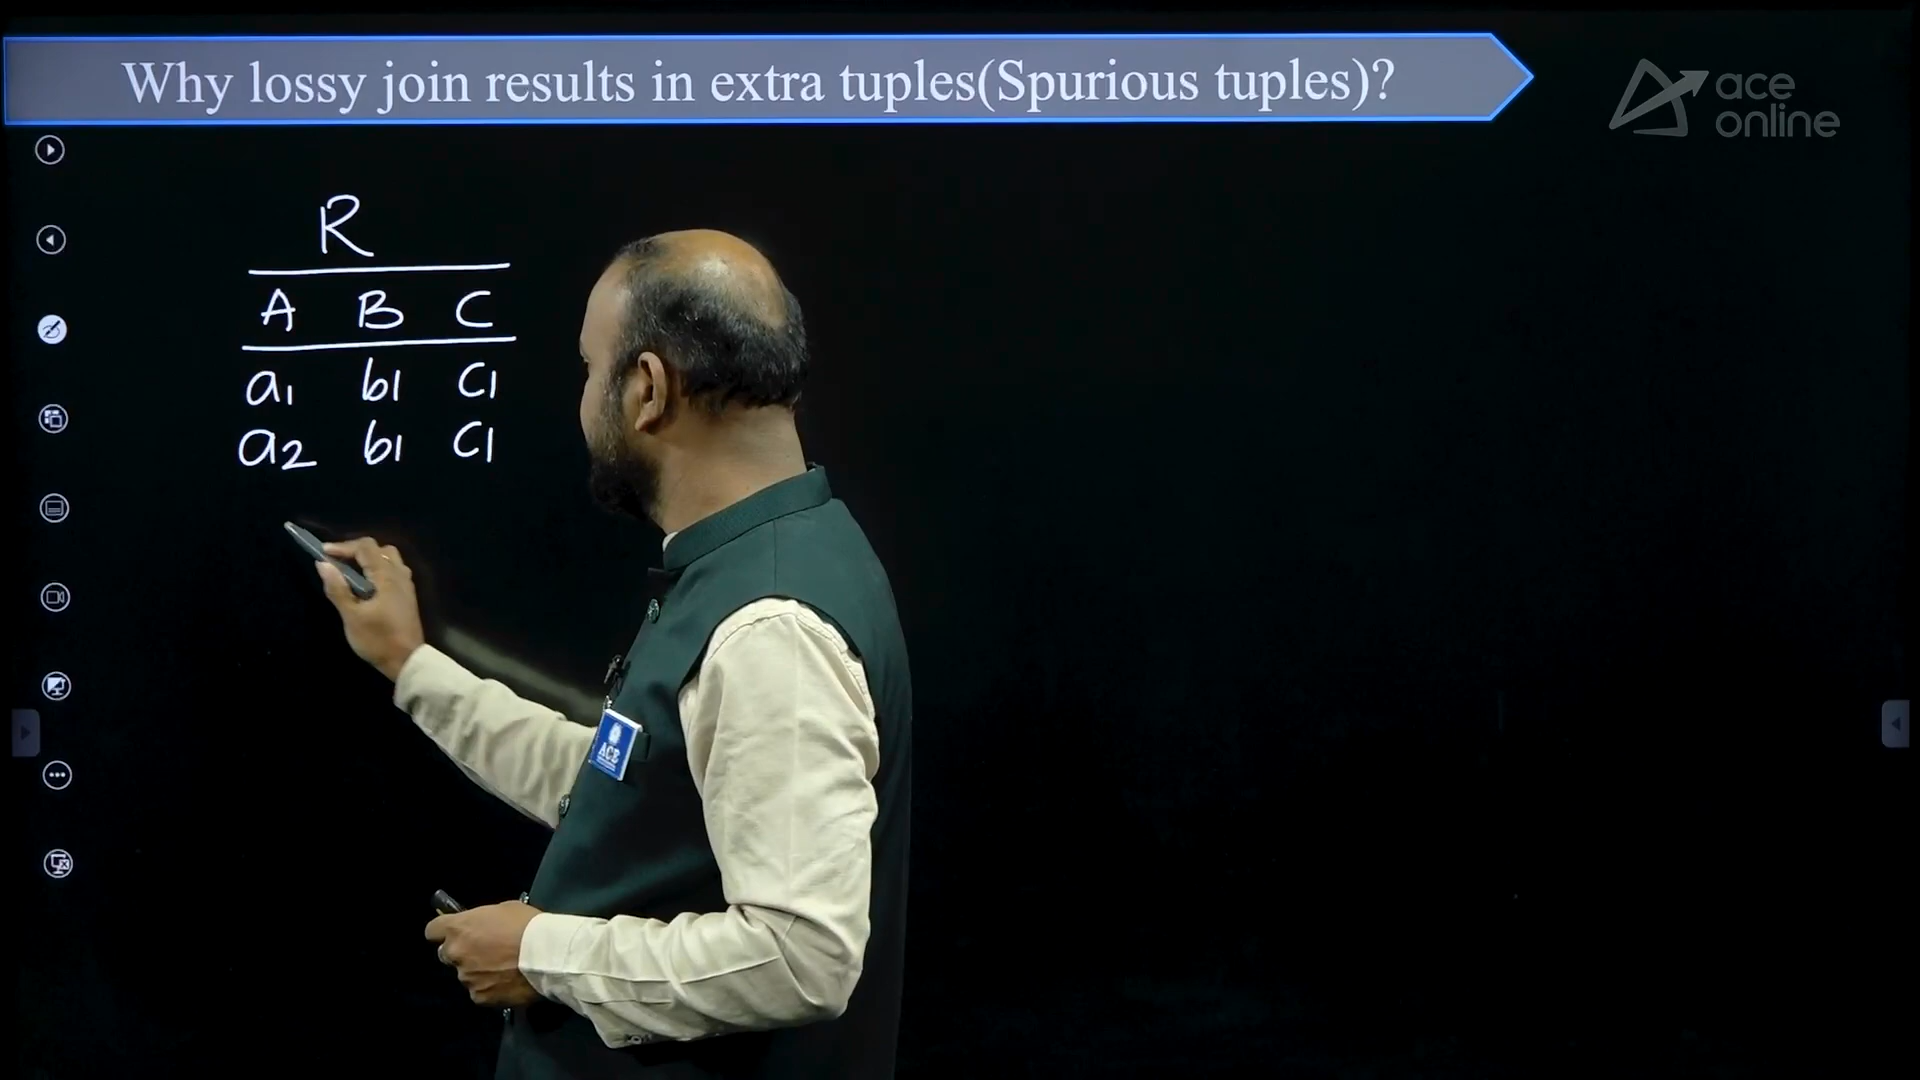 Why lossy join results in extra tuples(Spurious tuples)?
ace
online
R
A B C
a1 b1 c1
a2 b1 c1
ACE